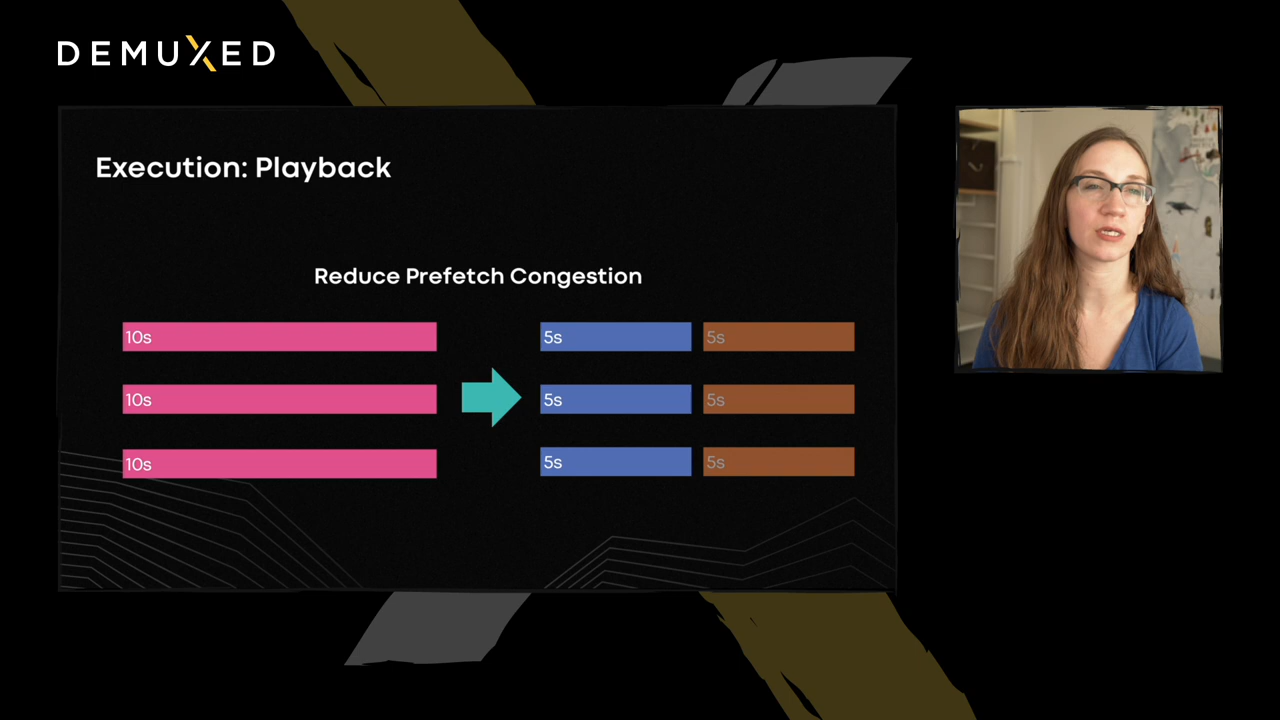 DEMUXED
Execution: Playback
Reduce Prefetch Congestion
10s 5s 5s
10s 5s 5s
10s 5s 5s